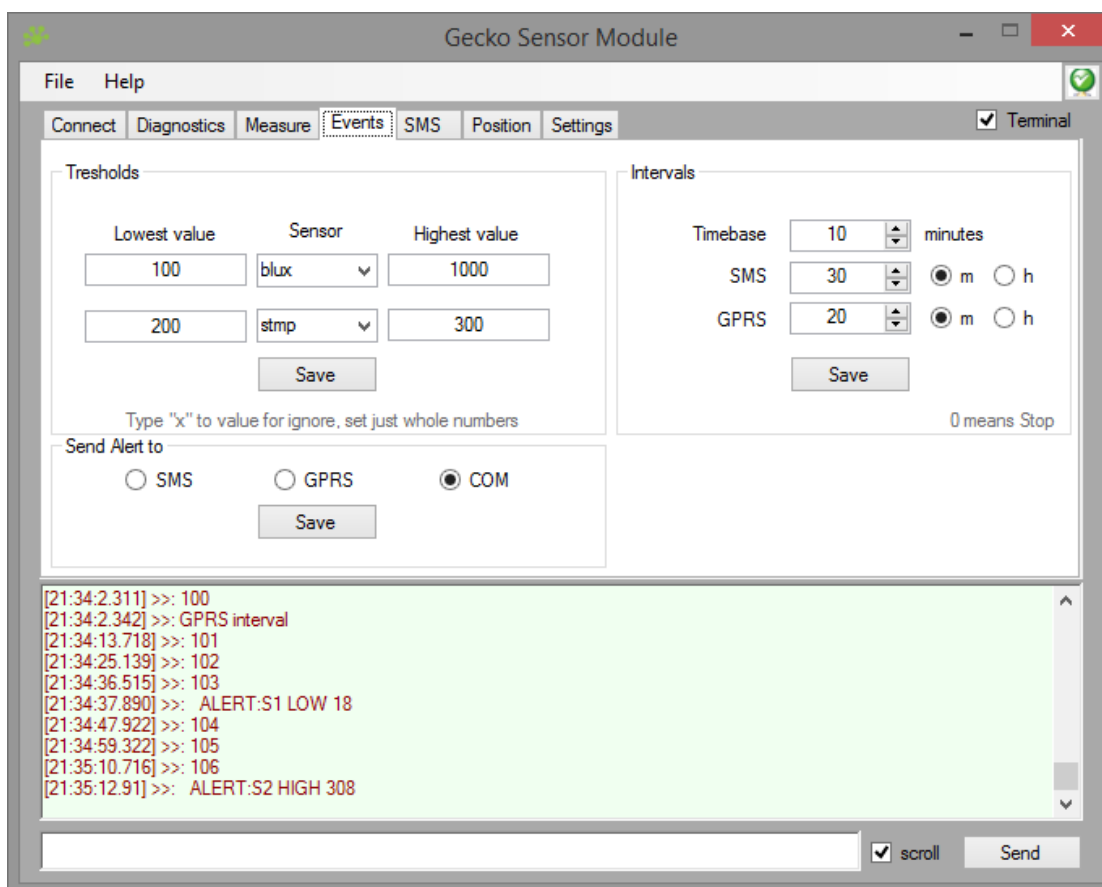 Gecko Sensor Module
File Help
Connect Diagnostics Measure Events SMS Position Settings Terminal
Tresholds
Lowest value Sensor Highest value
100 blux 1000
200 stmp 300
Save
Type "x" to value for ignore, set just whole numbers
Intervals
Timebase 10 minutes
SMS 30 m h
GPRS 20 m h
Save
0 means Stop
Send Alert to
SMS GPRS COM
Save
[21:34:2.311] >>: 100
[21:34:2.342] >>: GPRS interval
[21:34:13.718] >>: 101
[21:34:25.139] >>: 102
[21:34:36.515] >>: 103
[21:34:37.890] >>: ALERT:S1 LOW 18
[21:34:47.922] >>: 104
[21:34:59.322] >>: 105
[21:35:10.716] >>: 106
[21:35:12.91] >>: ALERT:S2 HIGH 308
scroll Send